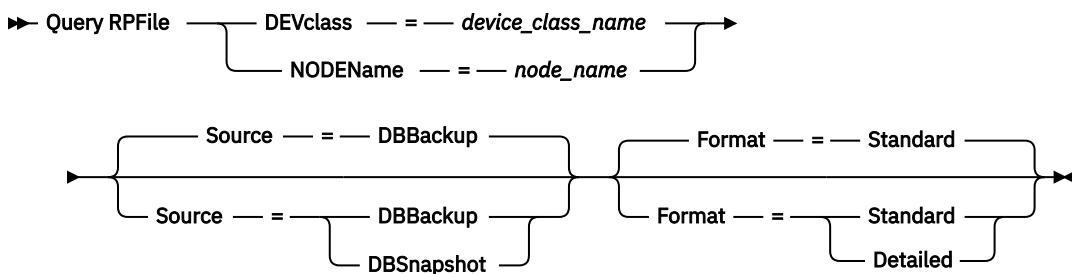 Query RPFile DEVclass = device_class_name
NODEName = node_name
Source = DBBackup Format = Standard
Source = DBBackup Format = Standard
DBSnapshot Detailed